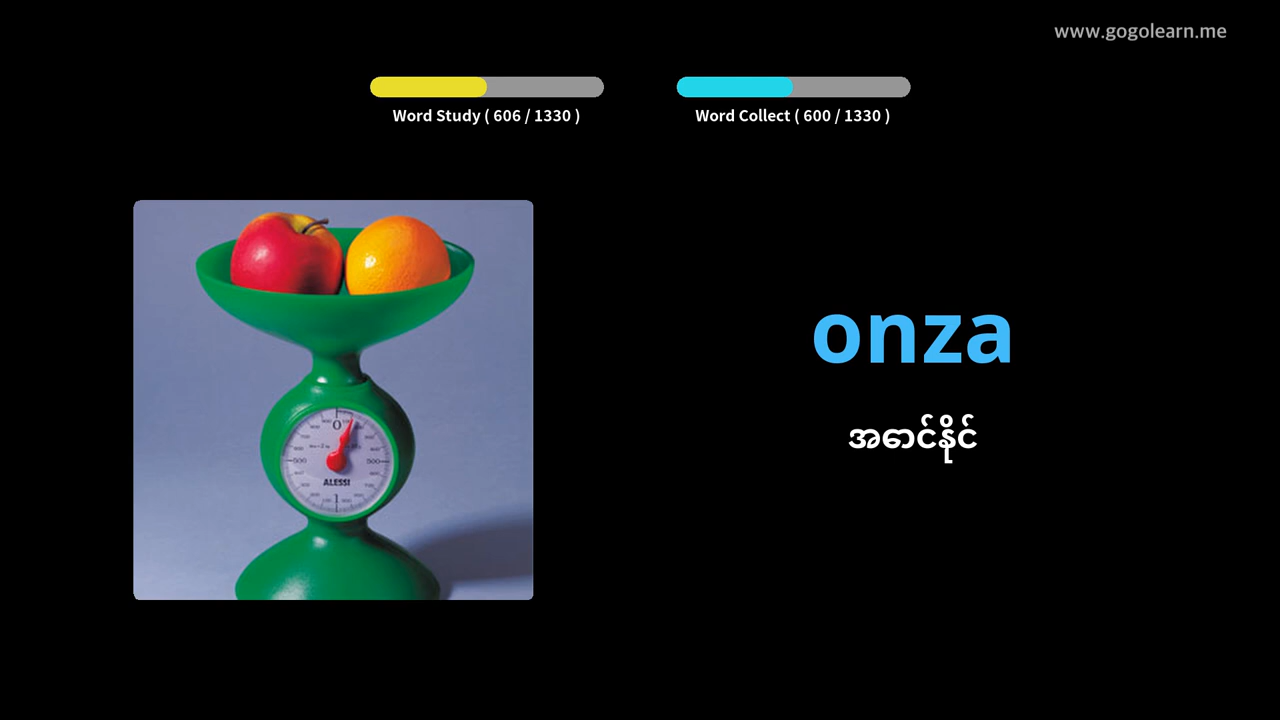 www.gogolearn.me
Word Study ( 606 / 1330 )
Word Collect ( 600 / 1330 )
onza
အောင်နိုင်
ALESSI